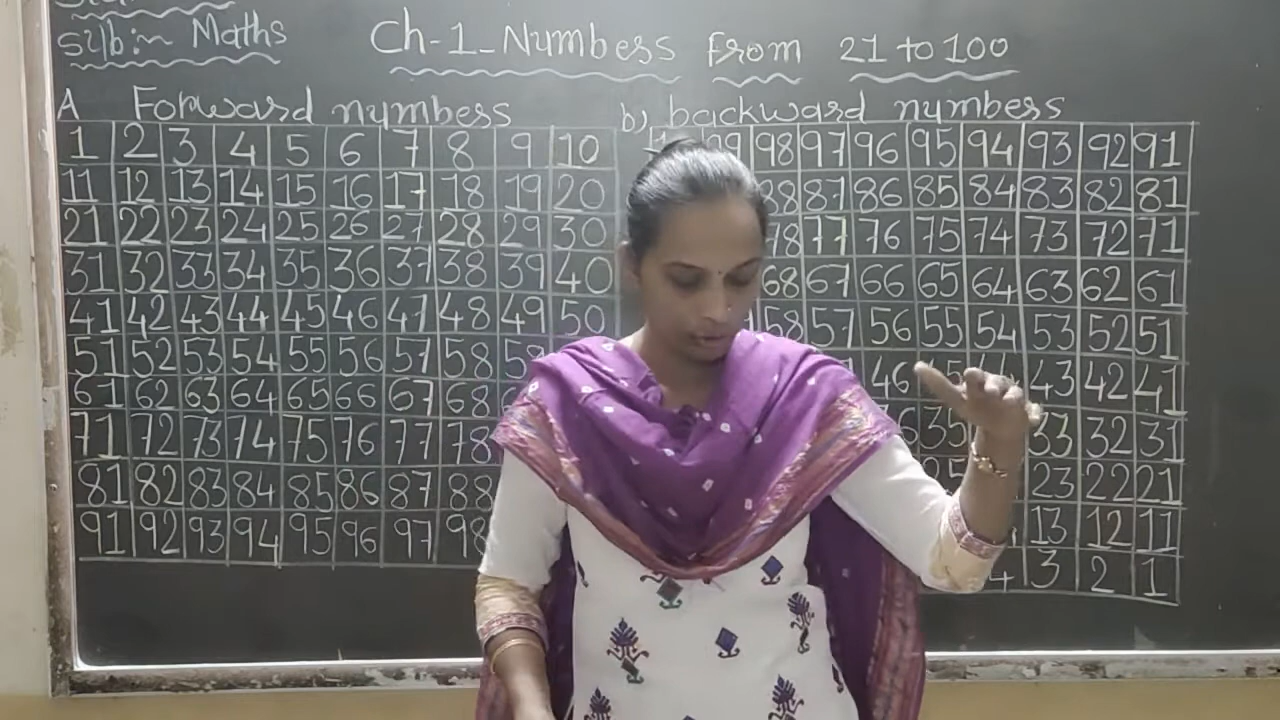 Sub:- Maths
Ch-1-Numbers from 21 to 100
A Forward numbers
b) backward numbers
1 2 3 4 5 6 7 8 9 10
11 12 13 14 15 16 17 18 19 20
21 22 23 24 25 26 27 28 29 30
31 32 33 34 35 36 37 38 39 40
41 42 43 44 45 46 47 48 49 50
51 52 53 54 55 56 57 58
61 62 63 64 65 66 67 68
71 72 73 74 75 76 77 78
81 82 83 84 85 86 87 88
91 92 93 94 95 96 97 98
99 98 97 96 95 94 93 92 91
88 87 86 85 84 83 82 81
78 77 76 75 74 73 72 71
68 67 66 65 64 63 62 61
58 57 56 55 54 53 52 51
46 43 42 41
35 33 32 31
23 22 21
13 12 11
4 3 2 1